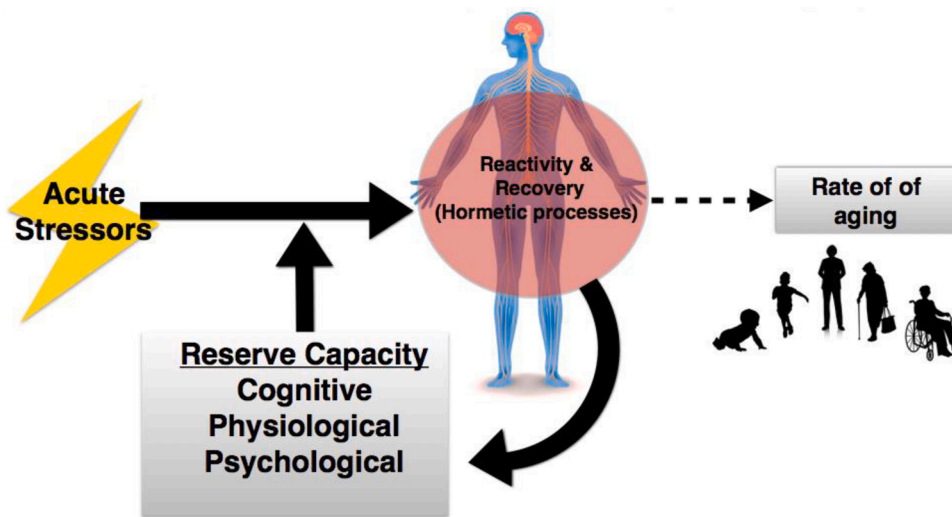 Acute
Stressors
Reactivity &
Recovery
(Hormetic processes)
Rate of of
aging
Reserve Capacity
Cognitive
Physiological
Psychological